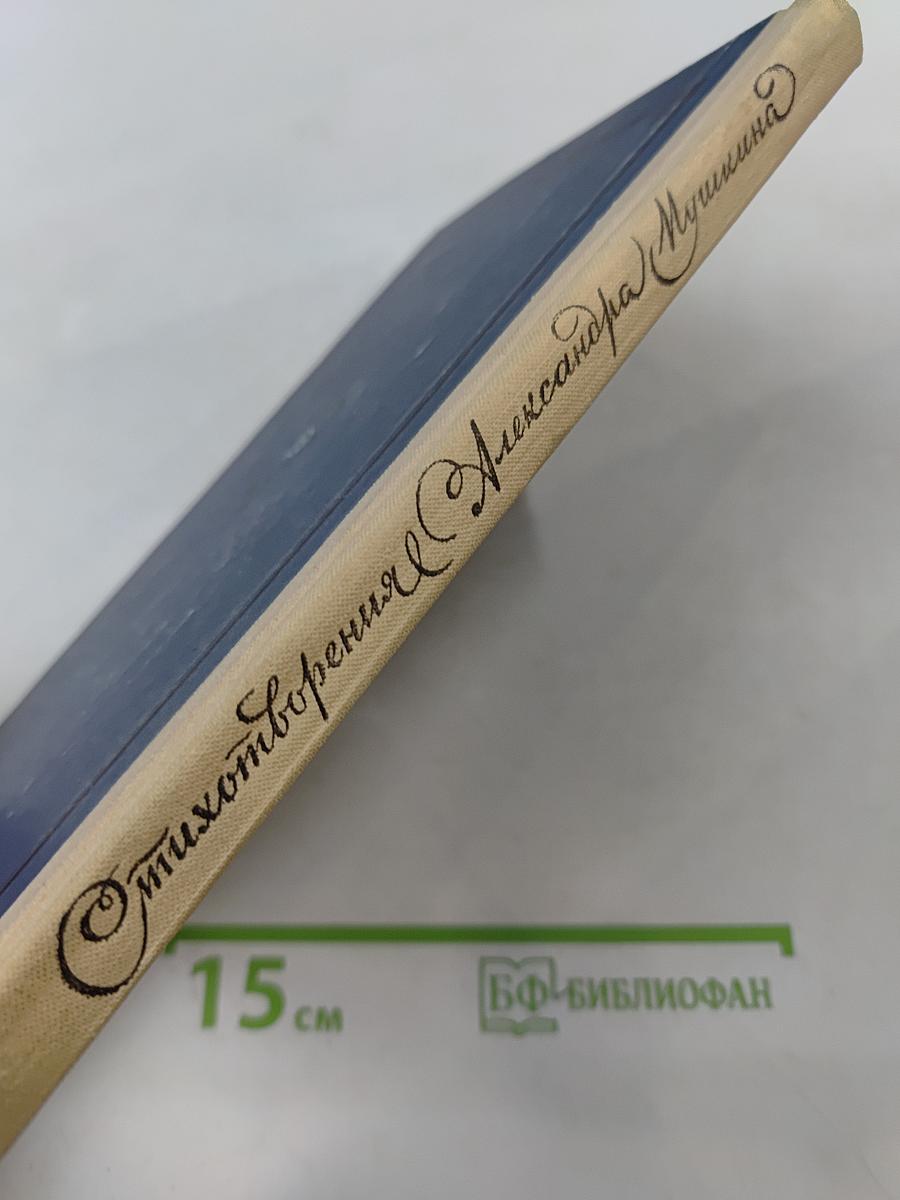 Стихотворения Александра Пушкина
15 см
БФ БИБЛИОФАН